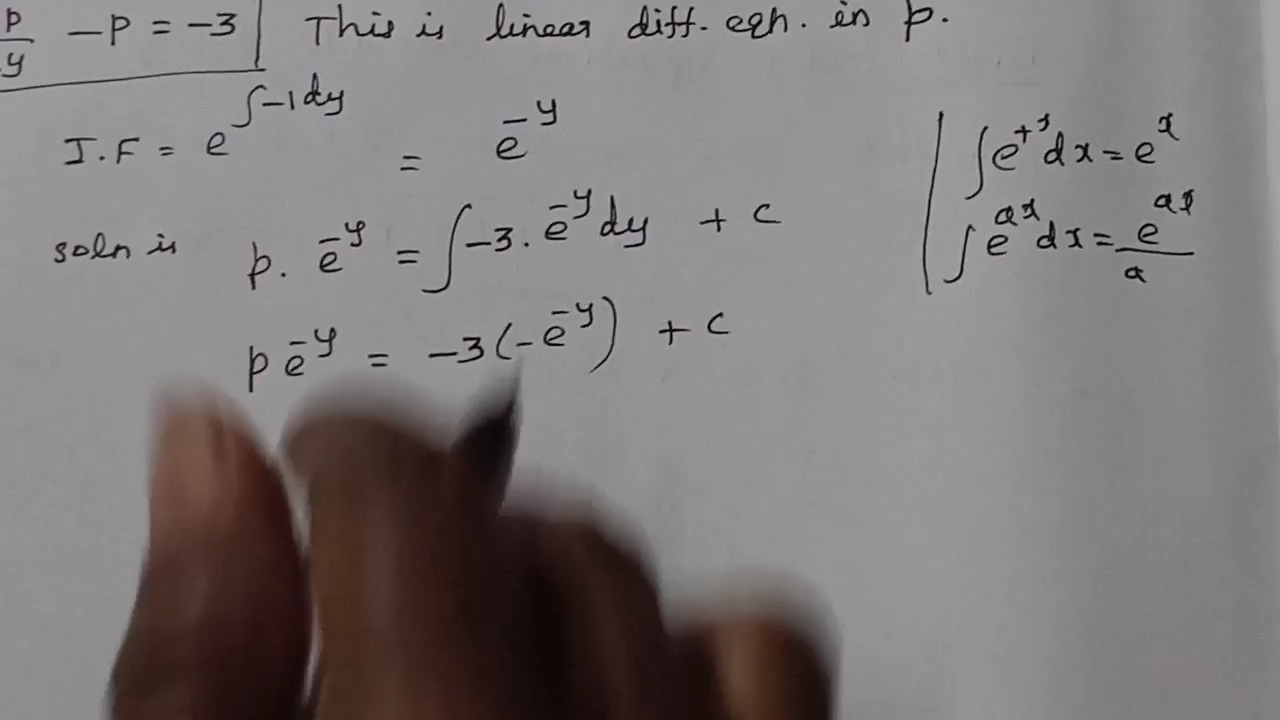 p/y - p = -3 | This is linear diff. eqn. in p.
I.F = e^∫-1dy = e^-y
soln is p. e^-y = ∫-3. e^-y dy + c
p e^-y = -3(-e^-y) + c
∫e^+x dx = e^x
∫e^ax dx = e^ax/a